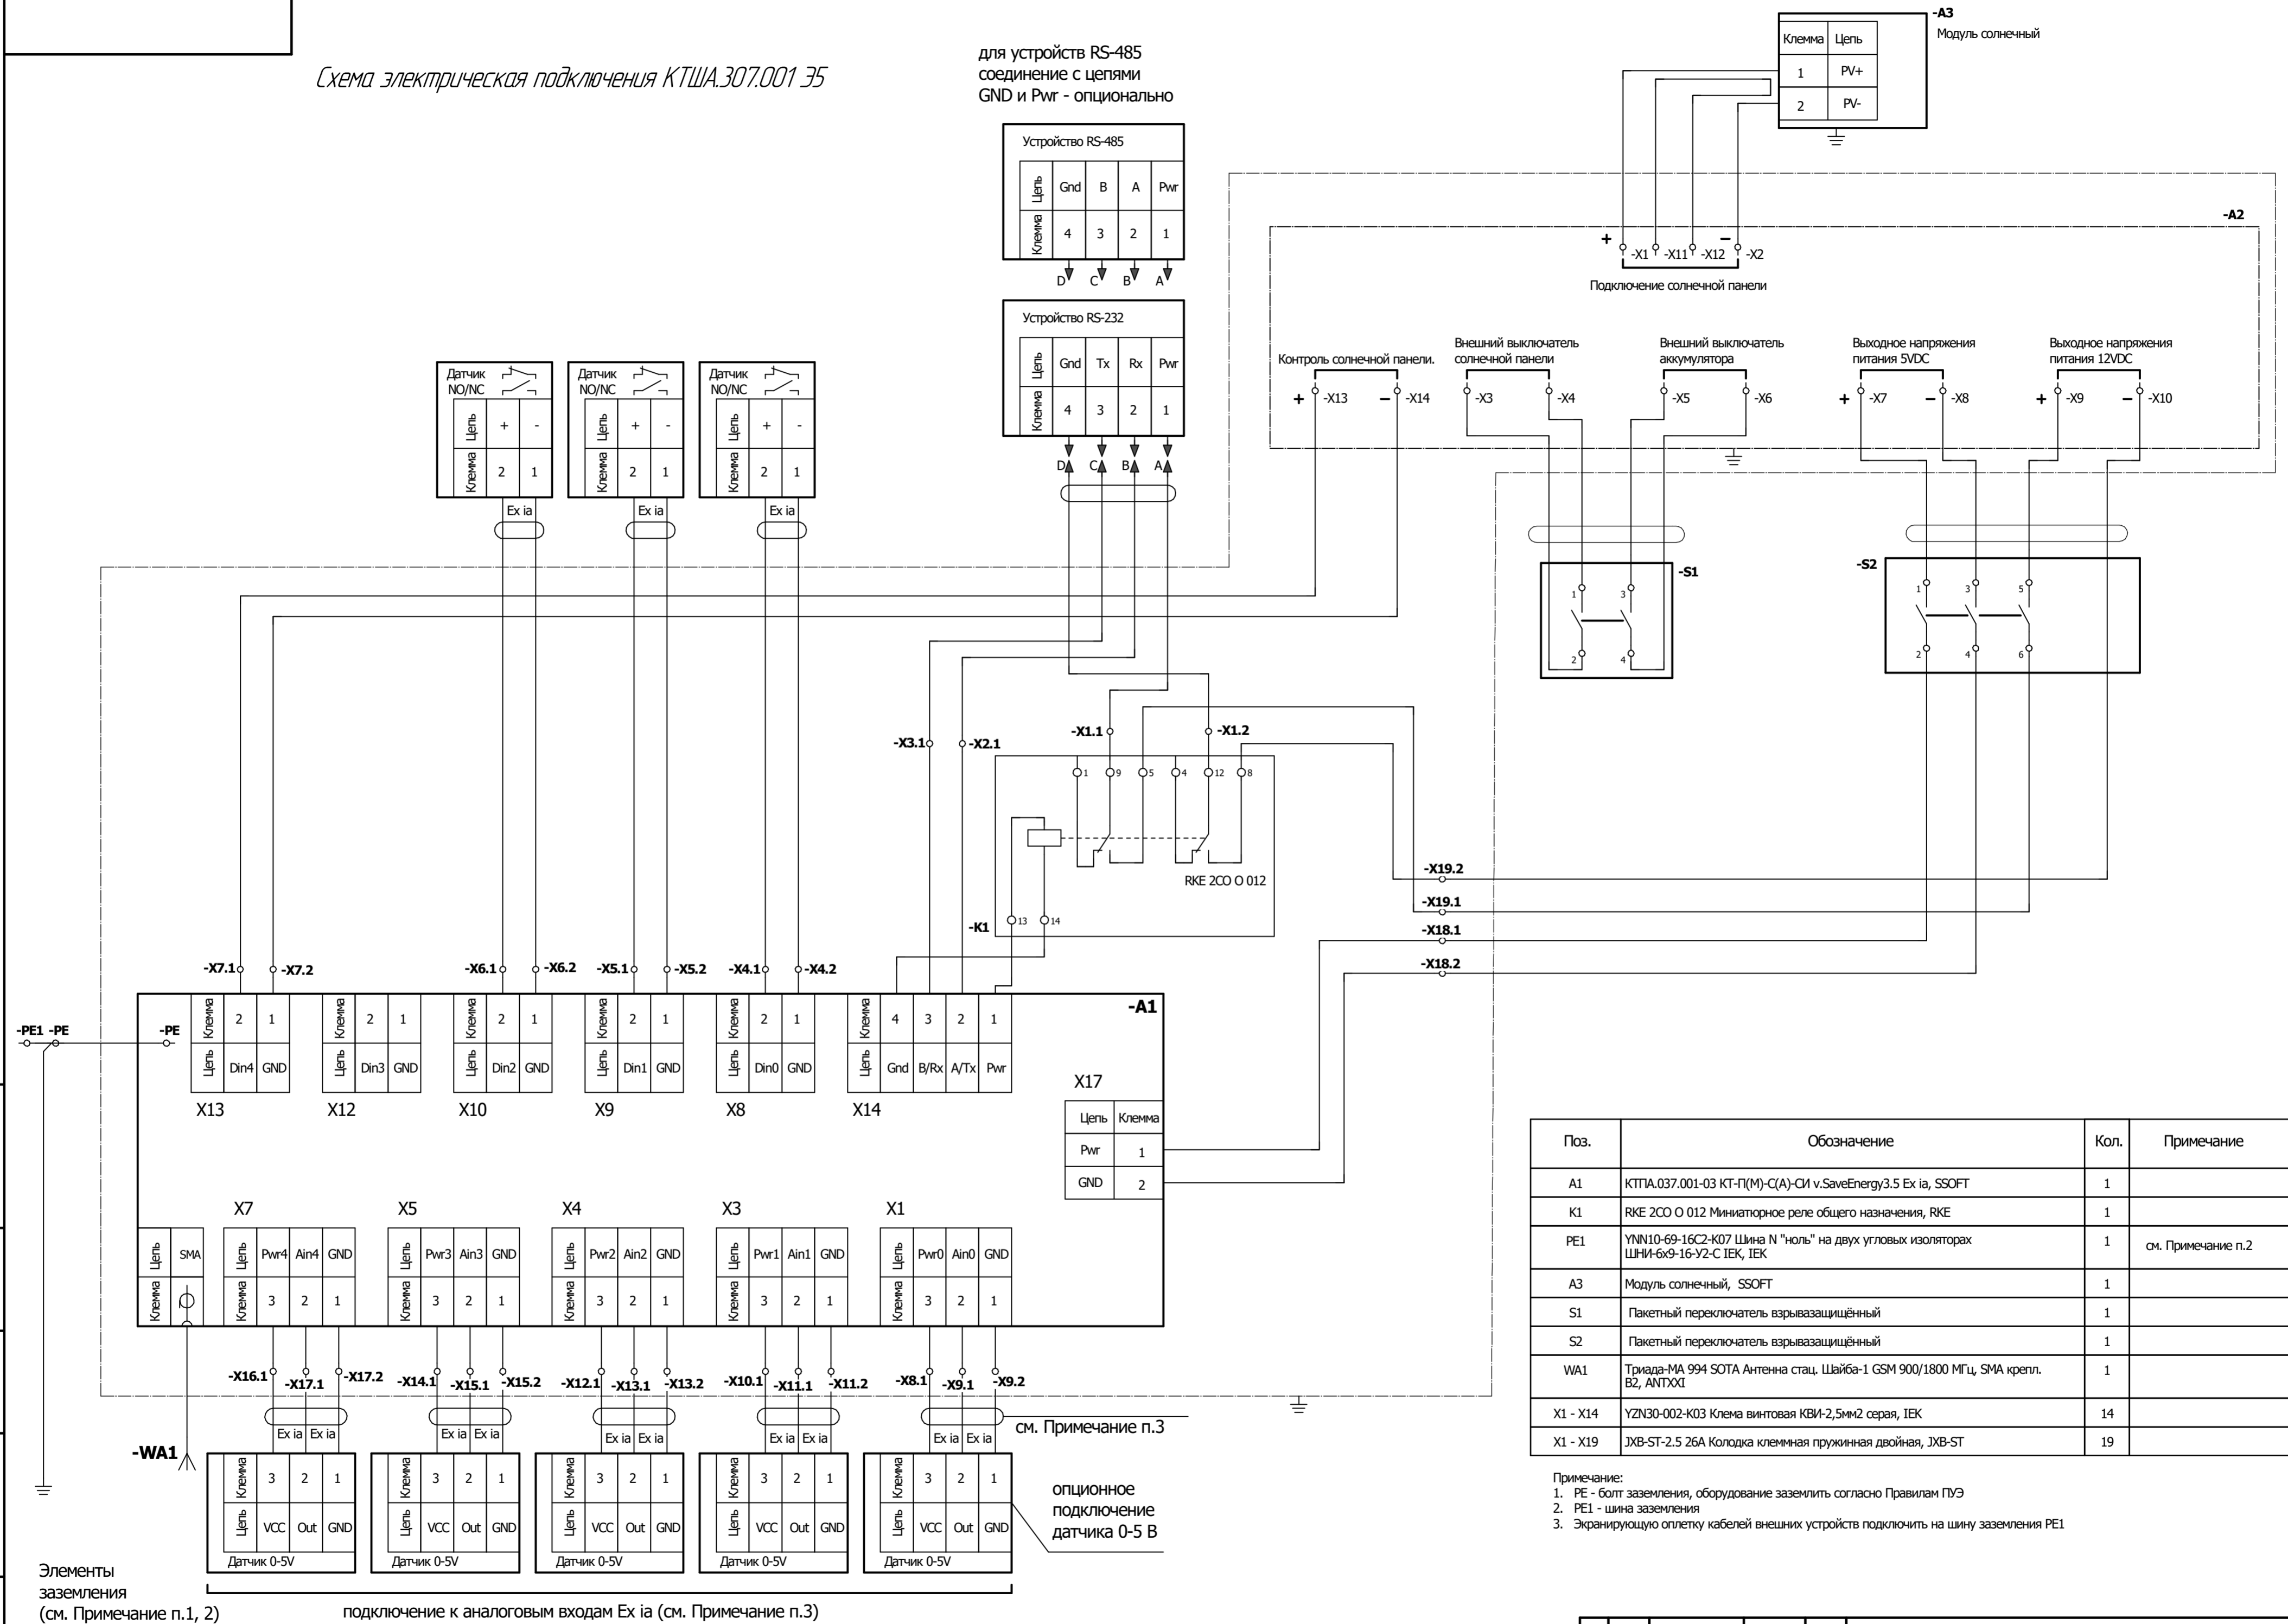 Схема электрическая подключения КТША.307.001 Э5
для устройств RS-485
соединение с цепями
GND и Pwr - опционально
-A3
Модуль солнечный
Клемма Цепь
1 PV+
2 PV-
Устройство RS-485
Цепь Gnd B A Pwr
Клемма 4 3 2 1
D C B A
Устройство RS-232
Цепь Gnd Tx Rx Pwr
Клемма 4 3 2 1
D C B A
-A2
+ -X1 -X11 -X12 − -X2
Подключение солнечной панели
Контроль солнечной панели.
+ -X13 − -X14
Внешний выключатель
солнечной панели
-X3 -X4
Внешний выключатель
аккумулятора
-X5 -X6
Выходное напряжения
питания 5VDC
+ -X7 − -X8
Выходное напряжения
питания 12VDC
+ -X9 − -X10
Датчик
NO/NC
Цепь + -
Клемма 2 1
Ex ia
Датчик
NO/NC
Цепь + -
Клемма 2 1
Ex ia
Датчик
NO/NC
Цепь + -
Клемма 2 1
Ex ia
-S1
1 3
2 4
-S2
1 3 5
2 4 6
-X3.1 -X2.1 -X1.1 -X1.2
1 9 5 4 12 8
RKE 2CO O 012
-K1 13 14
-X19.2
-X19.1
-X18.1
-X18.2
-X7.1 -X7.2 -X6.1 -X6.2 -X5.1 -X5.2 -X4.1 -X4.2
-PE1 -PE -PE
-A1
Клемма 2 1
Цепь Din4 GND
X13
Клемма 2 1
Цепь Din3 GND
X12
Клемма 2 1
Цепь Din2 GND
X10
Клемма 2 1
Цепь Din1 GND
X9
Клемма 2 1
Цепь Din0 GND
X8
Клемма 4 3 2 1
Цепь Gnd B/Rx A/Tx Pwr
X14
X17
Цепь Клемма
Pwr 1
GND 2
Цепь SMA
Клемма
X7
Цепь Pwr4 Ain4 GND
Клемма 3 2 1
X5
Цепь Pwr3 Ain3 GND
Клемма 3 2 1
X4
Цепь Pwr2 Ain2 GND
Клемма 3 2 1
X3
Цепь Pwr1 Ain1 GND
Клемма 3 2 1
X1
Цепь Pwr0 Ain0 GND
Клемма 3 2 1
-X16.1 -X17.1 -X17.2 -X14.1 -X15.1 -X15.2 -X12.1 -X13.1 -X13.2 -X10.1 -X11.1 -X11.2 -X8.1 -X9.1 -X9.2
см. Примечание п.3
-WA1
Ex ia Ex ia
Клемма 3 2 1
Цепь VCC Out GND
Датчик 0-5V
Ex ia Ex ia
Клемма 3 2 1
Цепь VCC Out GND
Датчик 0-5V
Ex ia Ex ia
Клемма 3 2 1
Цепь VCC Out GND
Датчик 0-5V
Ex ia Ex ia
Клемма 3 2 1
Цепь VCC Out GND
Датчик 0-5V
Ex ia Ex ia
Клемма 3 2 1
Цепь VCC Out GND
Датчик 0-5V
опционное
подключение
датчика 0-5 В
Элементы
заземления
(см. Примечание п.1, 2)
подключение к аналоговым входам Ex ia (см. Примечание п.3)
Поз. Обозначение Кол. Примечание
A1 КТПА.037.001-03 КТ-П(М)-С(А)-СИ v.SaveEnergy3.5 Ex ia, SSOFT 1
K1 RKE 2CO O 012 Миниатюрное реле общего назначения, RKE 1
PE1 YNN10-69-16C2-K07 Шина N "ноль" на двух угловых изоляторах
ШНИ-6х9-16-У2-С IEK, IEK 1 см. Примечание п.2
A3 Модуль солнечный, SSOFT 1
S1 Пакетный переключатель взрывазащищённый 1
S2 Пакетный переключатель взрывазащищённый 1
WA1 Триада-МА 994 SOTA Антенна стац. Шайба-1 GSM 900/1800 МГц, SMA крепл.
В2, ANTXXI 1
X1 - X14 YZN30-002-K03 Клема винтовая КВИ-2,5мм2 серая, IEK 14
X1 - X19 JXB-ST-2.5 26A Колодка клеммная пружинная двойная, JXB-ST 19
Примечание:
1. PE - болт заземления, оборудование заземлить согласно Правилам ПУЭ
2. PE1 - шина заземления
3. Экранирующую оплетку кабелей внешних устройств подключить на шину заземления PE1